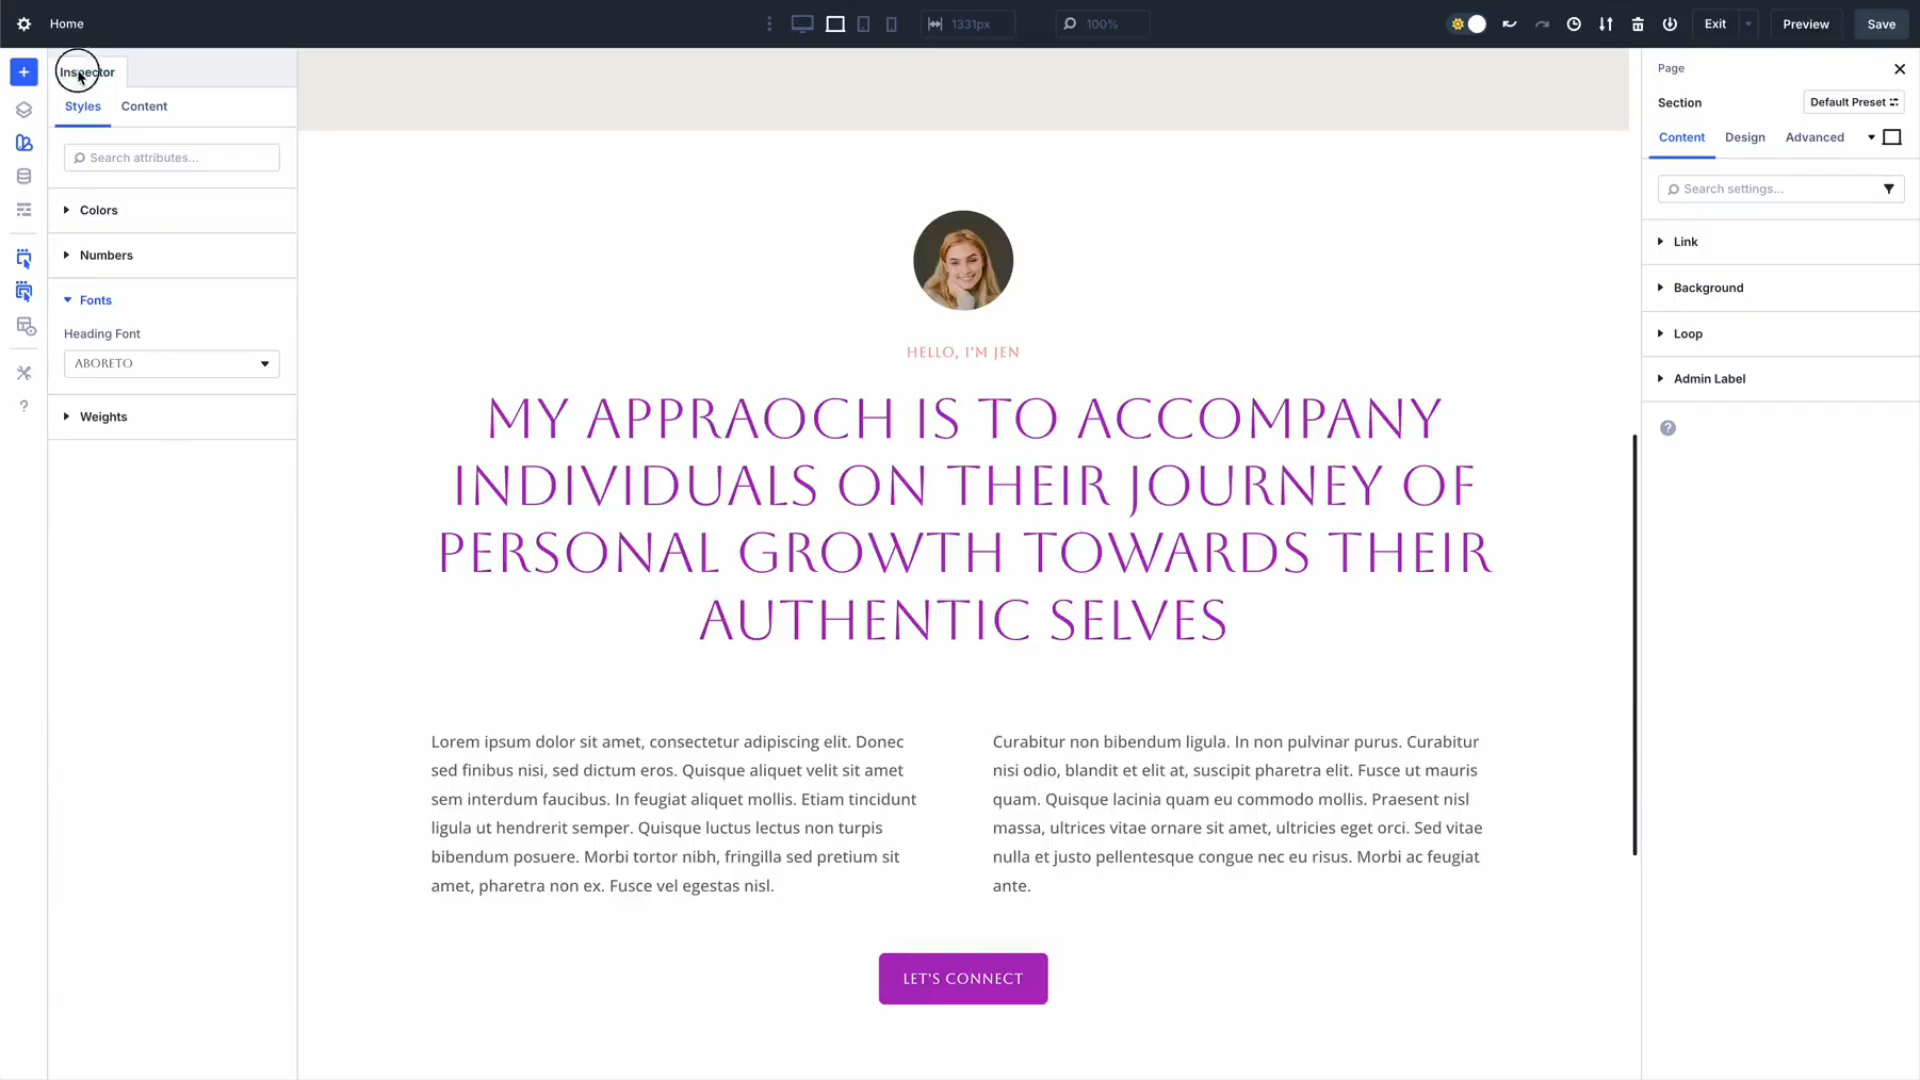 Home
1331px
100%
Exit
Preview
Save
Inspector
Styles
Content
Search attributes...
Colors
Numbers
Fonts
Heading Font
ABORETO
Weights
HELLO, I'M JEN
MY APPRAOCH IS TO ACCOMPANY
INDIVIDUALS ON THEIR JOURNEY OF
PERSONAL GROWTH TOWARDS THEIR
AUTHENTIC SELVES
Lorem ipsum dolor sit amet, consectetur adipiscing elit. Donec
sed finibus nisi, sed dictum eros. Quisque aliquet velit sit amet
sem interdum faucibus. In feugiat aliquet mollis. Etiam tincidunt
ligula ut hendrerit semper. Quisque luctus lectus non turpis
bibendum posuere. Morbi tortor nibh, fringilla sed pretium sit
amet, pharetra non ex. Fusce vel egestas nisl.
Curabitur non bibendum ligula. In non pulvinar purus. Curabitur
nisi odio, blandit et elit at, suscipit pharetra elit. Fusce ut mauris
quam. Quisque lacinia quam eu commodo mollis. Praesent nisl
massa, ultrices vitae ornare sit amet, ultricies eget orci. Sed vitae
nulla et justo pellentesque congue nec eu risus. Morbi ac feugiat
ante.
LET'S CONNECT
Page
Section
Default Preset
Content
Design
Advanced
Search settings...
Link
Background
Loop
Admin Label